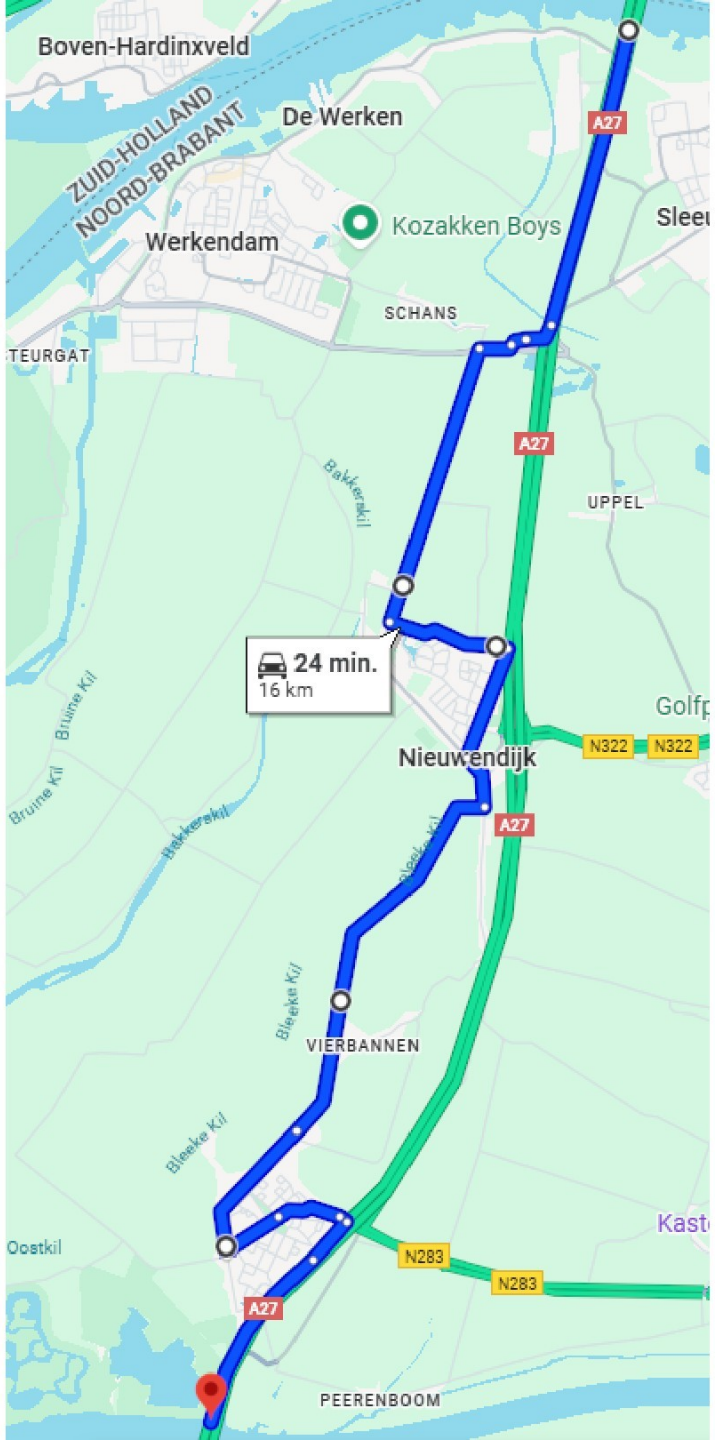 Boven-Hardinxveld
De Werken
A27
ZUID-HOLLAND
NOORD-BRABANT
Kozakken Boys
Sleeu
Werkendam
SCHANS
TEURGAT
A27
Bakkerskil
UPPEL
24 min.
16 km
Bruine Kil
Golfp
N322
N322
Nieuwendijk
Bruine Kil
Bakkerskil
A27
Bleeke Kil
Bleeke Kil
VIERBANNEN
Bleeke Kil
Kast
Oostkil
N283
N283
A27
PEERENBOOM